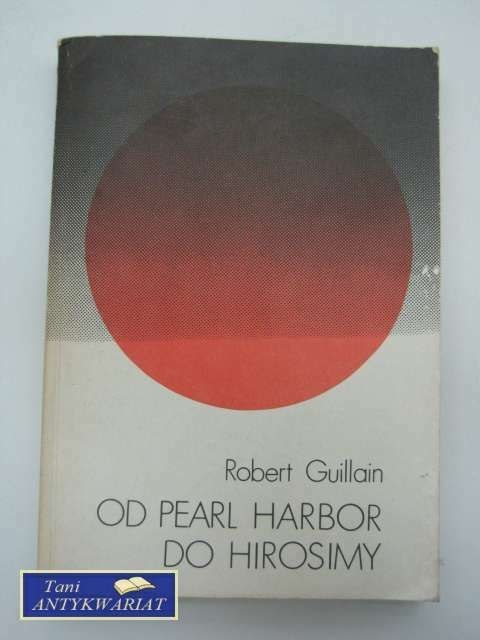 Robert Guillain
OD PEARL HARBOR
DO HIROSIMY
Tani
ANTYKWARIAT